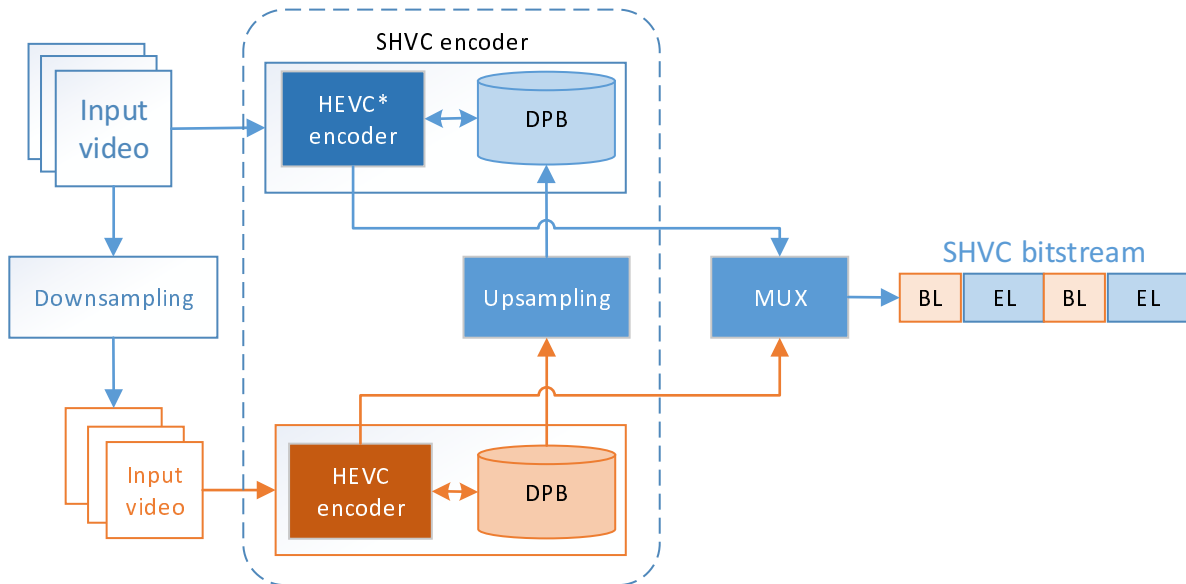 SHVC encoder
Input
video
HEVC*
encoder
DPB
Downsampling
Upsampling
MUX
SHVC bitstream
BL EL BL EL
Input
video
HEVC
encoder
DPB